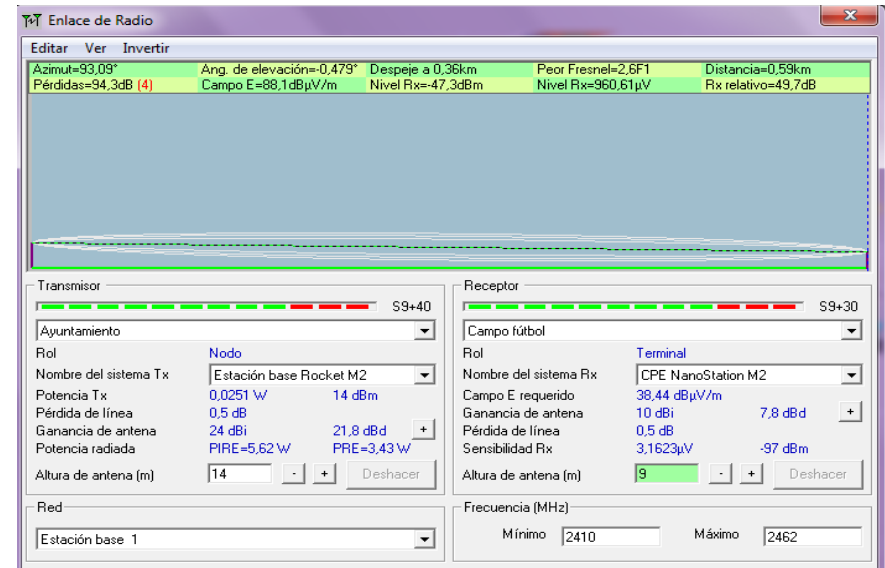 Enlace de Radio
Editar Ver Invertir
Azimut=93,09° Ang. de elevación=-0,479° Despeje a 0,36km Peor Fresnel=2,6F1 Distancia=0,59km
Pérdidas=94,3dB (4) Campo E=88,1dBµV/m Nivel Rx=-47,3dBm Nivel Rx=960,61µV Rx relativo=49,7dB
Transmisor
S9+40
Ayuntamiento
Rol Nodo
Nombre del sistema Tx Estación base Rocket M2
Potencia Tx 0,0251 W 14 dBm
Pérdida de línea 0,5 dB
Ganancia de antena 24 dBi 21,8 dBd +
Potencia radiada PIRE=5,62 W PRE=3,43 W
Altura de antena (m) 14 - + Deshacer
Receptor
S9+30
Campo fútbol
Rol Terminal
Nombre del sistema Rx CPE NanoStation M2
Campo E requerido 38,44 dBµV/m
Ganancia de antena 10 dBi 7,8 dBd +
Pérdida de línea 0,5 dB
Sensibilidad Rx 3,1623µV -97 dBm
Altura de antena (m) 9 - + Deshacer
Red
Estación base 1
Frecuencia (MHz)
Mínimo 2410 Máximo 2462